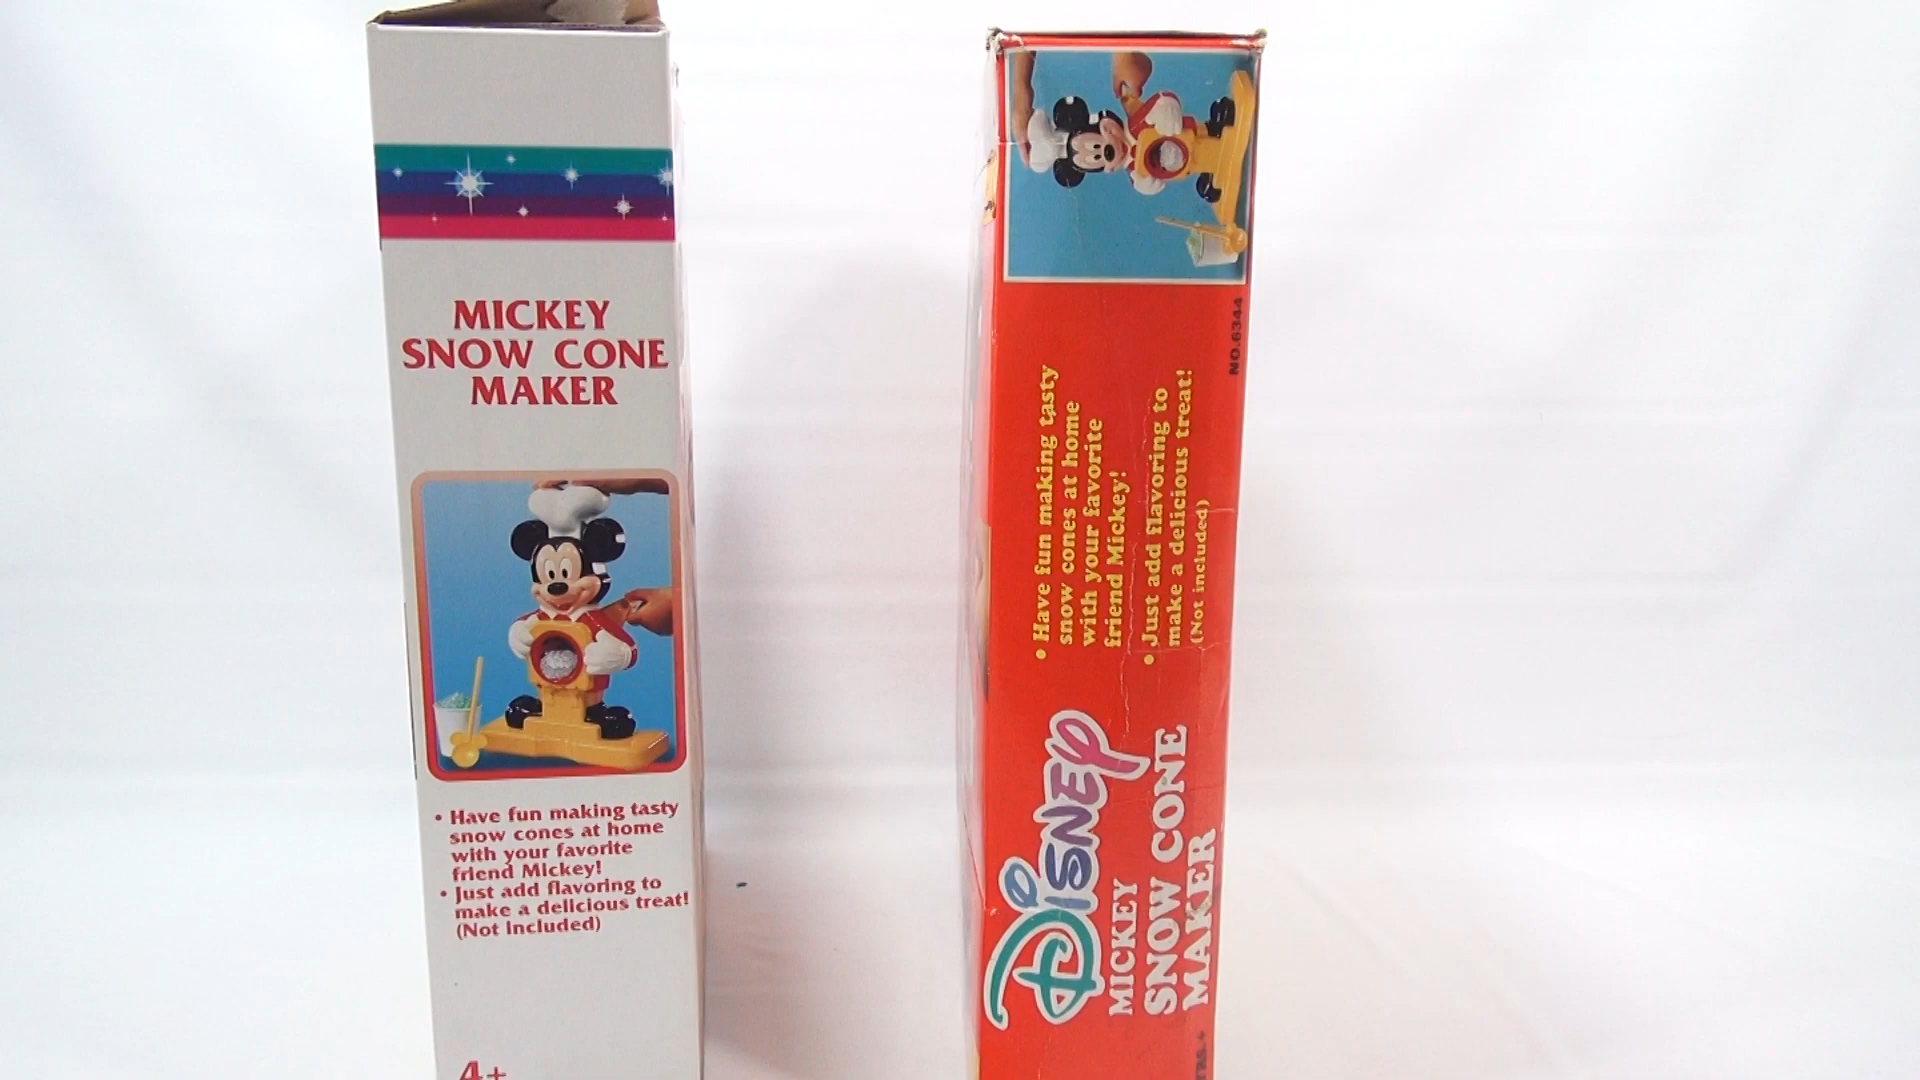 MICKEY
SNOW CONE
MAKER
• Have fun making tasty
snow cones at home
with your favorite
friend Mickey!
• Just add flavoring to
make a delicious treat!
(Not Included)
4+
DISNEY
MICKEY
SNOW CONE
MAKER
• Have fun making tasty
snow cones at home
with your favorite
friend Mickey!
• Just add flavoring to
make a delicious treat!
(Not included)
NO.6344